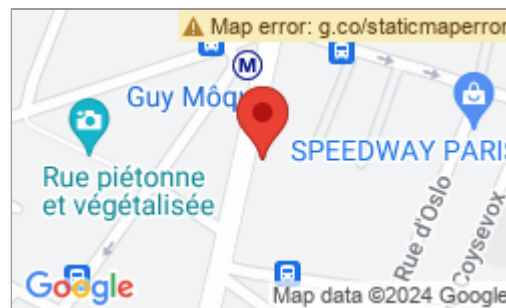 Map error: g.co/staticmaperror
M
Guy Môqu
SPEEDWAY PARIS
Rue piétonne
et végétalisée
Rue d'Oslo
Coysevox
Google
Map data ©2024 Google